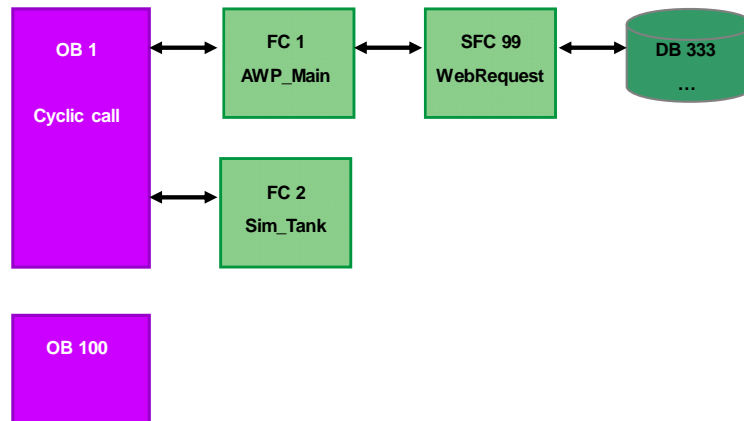 OB 1
Cyclic call
FC 1
AWP_Main
SFC 99
WebRequest
DB 333
...
FC 2
Sim_Tank
OB 100